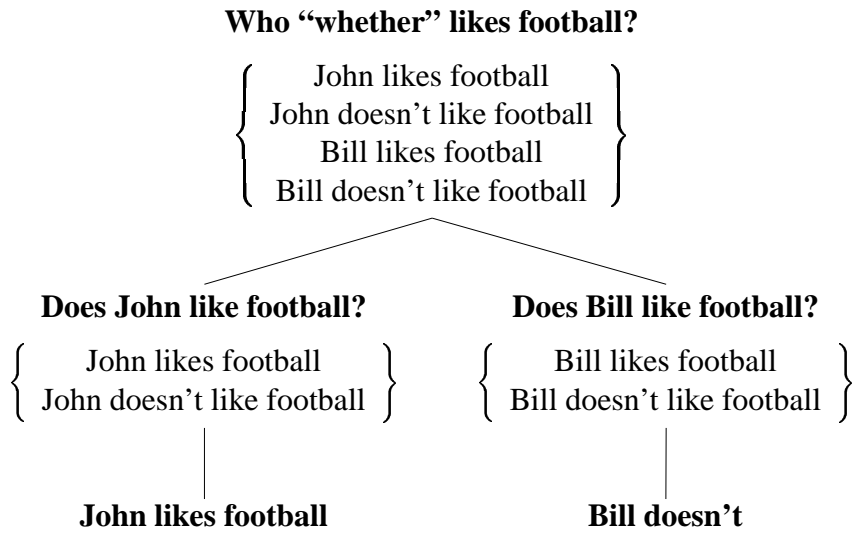 Who “whether” likes football?
John likes football
John doesn’t like football
Bill likes football
Bill doesn’t like football
Does John like football?
John likes football
John doesn’t like football
Does Bill like football?
Bill likes football
Bill doesn’t like football
John likes football
Bill doesn’t